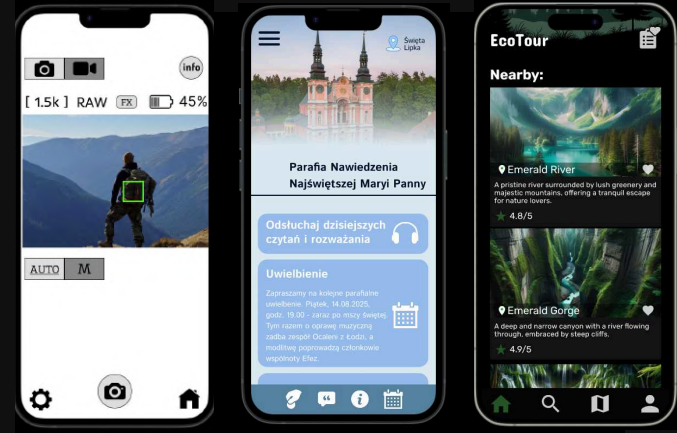 info
[ 1.5k ] RAW FX 45%
AUTO M
Święta
Lipka
Parafia Nawiedzenia
Najświętszej Maryi Panny
Odsłuchaj dzisiejszych
czytań i rozważania
Uwielbienie
Zapraszamy na kolejne parafialne
uwielbienie. Piątek, 14.08.2025,
godz. 19.00 - zaraz po mszy świętej
Tym razem o oprawę muzyczną
zadba zespół Ocaleni z Łodzi, a
modlitwę poprowadzą członkowie
wspólnoty Efez.
EcoTour
Nearby:
Emerald River
A pristine river surrounded by lush greenery and
majestic mountains, offering a tranquil escape
for nature lovers.
4.8/5
Emerald Gorge
A deep and narrow canyon with a river flowing
through, embraced by steep cliffs.
4.9/5